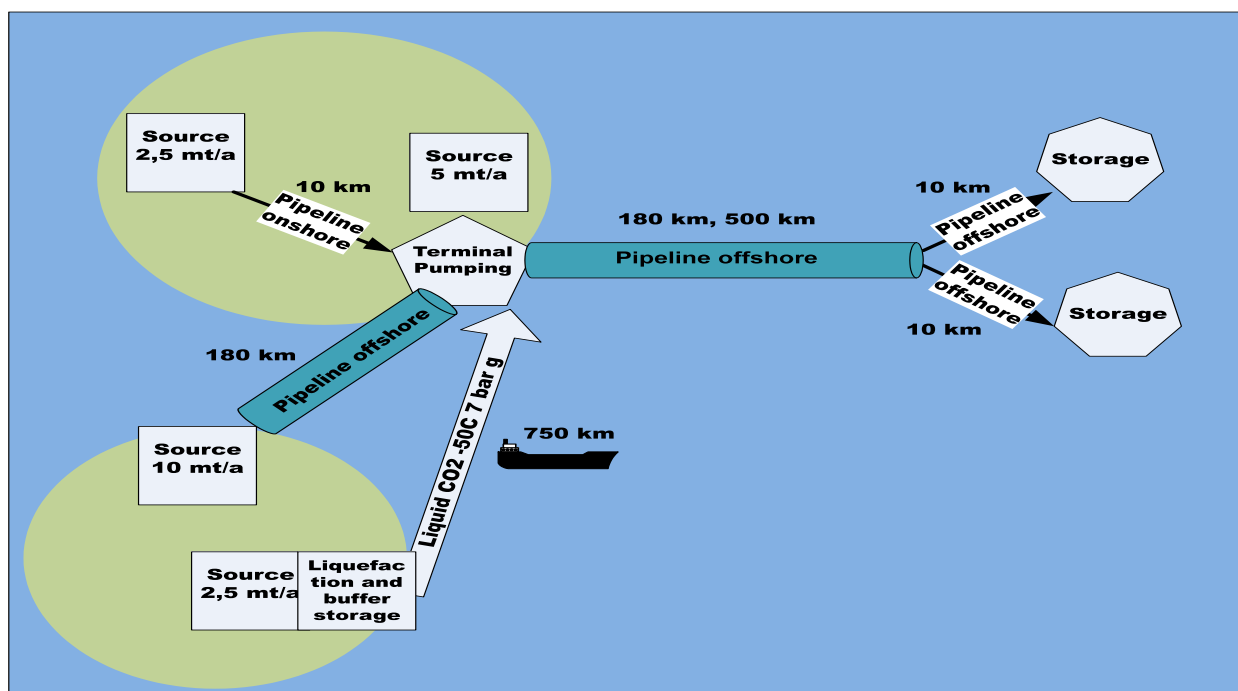 Source
2,5 mt/a
10 km
Pipeline
onshore
Source
5 mt/a
Terminal
Pumping
180 km, 500 km
Pipeline offshore
10 km
Pipeline
offshore
Storage
Pipeline
offshore
10 km
Storage
180 km
Pipeline offshore
Liquid CO2 -50C 7 bar g
750 km
Source
10 mt/a
Source
2,5 mt/a
Liquefac
tion and
buffer
storage